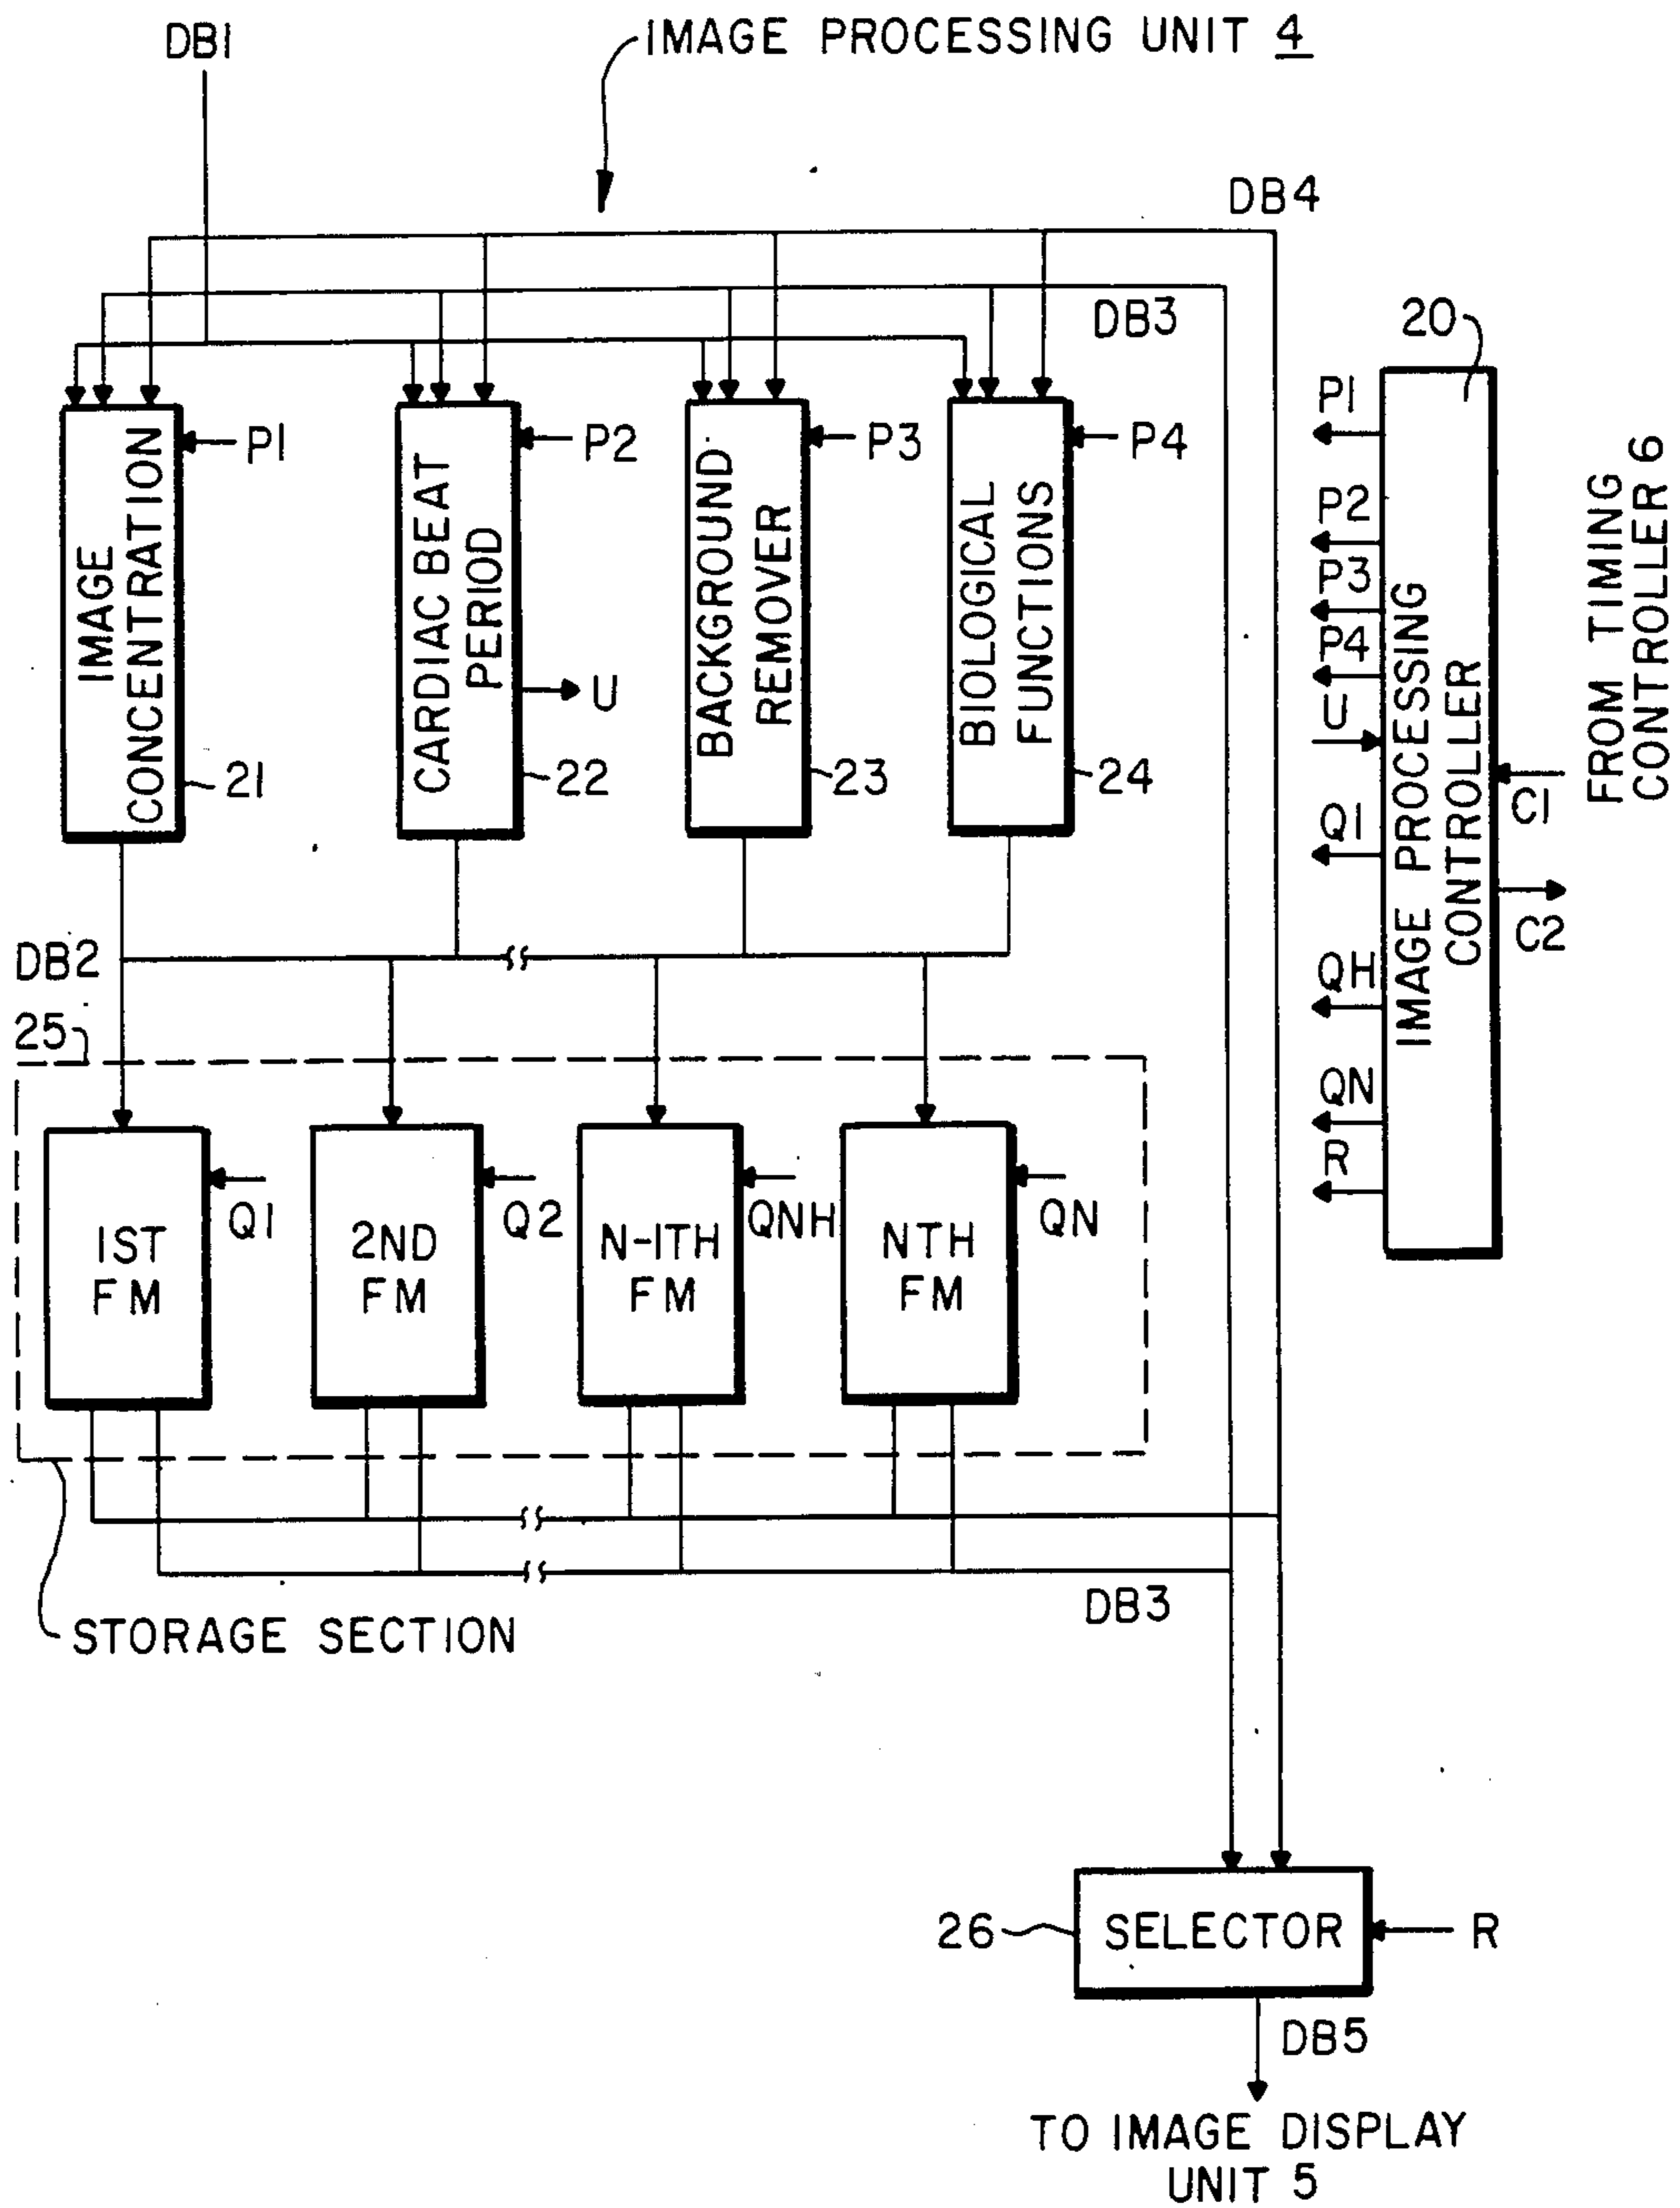 DB1
IMAGE PROCESSING UNIT 4
DB4
DB3
20
P1
P2
P3
P4
U
Q1
QH
QN
R
IMAGE PROCESSING
CONTROLLER
C1
C2
FROM TIMING
CONTROLLER 6
IMAGE
CONCENTRATION
P1
21
CARDIAC BEAT
PERIOD
P2
U
22
BACKGROUND
REMOVER
P3
23
BIOLOGICAL
FUNCTIONS
P4
24
DB2
25
1ST
FM
Q1
2ND
FM
Q2
N-1TH
FM
QNH
NTH
FM
QN
DB3
STORAGE SECTION
26
SELECTOR
R
DB5
TO IMAGE DISPLAY
UNIT 5